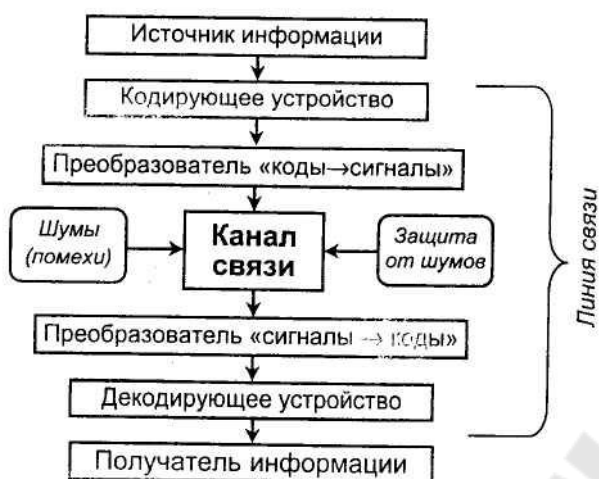 Источник информации
Кодирующее устройство
Преобразователь «коды→сигналы»
Шумы
(помехи)
Канал
связи
Защита
от шумов
Преобразователь «сигналы → коды»
Декодирующее устройство
Получатель информации
Линия связи